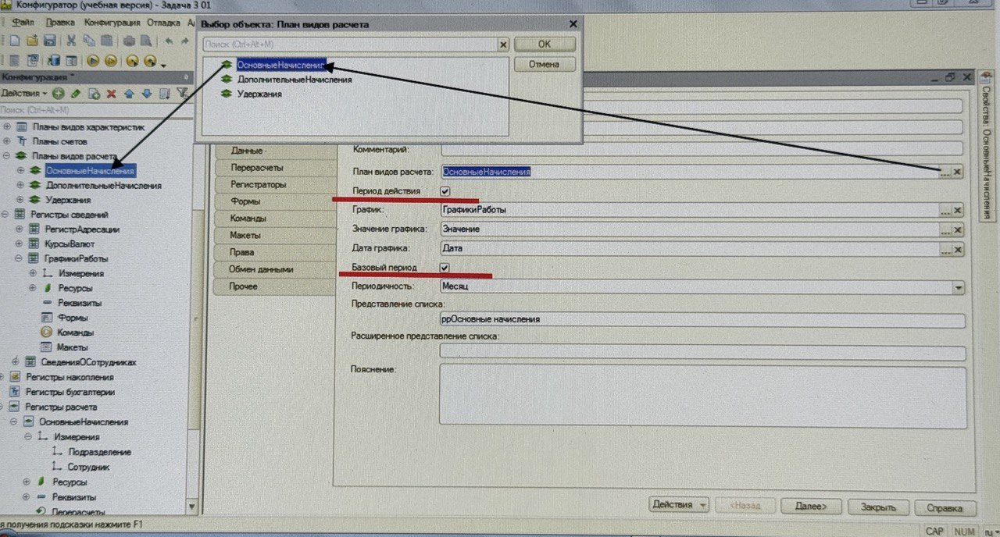 Конфигуратор (учебная версия) - Задача 3 01
Файл Правка Конфигурация Отладка
Выбор объекта: План видов расчета
Поиск (Ctrl+Alt+M)
OK
ОсновныеНачисления
Отмена
ДополнительныеНачисления
Удержания
Конфигурация *
Действия
Поиск (Ctrl+Alt+M)
Планы видов характеристик
Планы счетов
Планы видов расчета
ОсновныеНачисления
ДополнительныеНачисления
Удержания
Регистры сведений
РегистрАдресации
КурсыВалют
ГрафикиРаботы
Измерения
Ресурсы
Реквизиты
Формы
Команды
Макеты
СведенияОСотрудниках
Регистры накопления
Регистры бухгалтерии
Регистры расчета
ОсновныеНачисления
Измерения
Подразделение
Сотрудник
Ресурсы
Реквизиты
Перерасчеты
Данные
Перерасчеты
Регистраторы
Формы
Команды
Макеты
Права
Обмен данными
Прочее
Комментарий:
План видов расчета: ОсновныеНачисления
Период действия
График: ГрафикиРаботы
Значение графика: Значение
Дата графика: Дата
Базовый период
Периодичность: Месяц
Представление списка:
ррОсновные начисления
Расширенное представление списка:
Пояснение:
Действия <Назад Далее> Закрыть Справка
Свойства: ОсновныеНачисления
я получения подсказки нажмите F1
CAP NUM ru